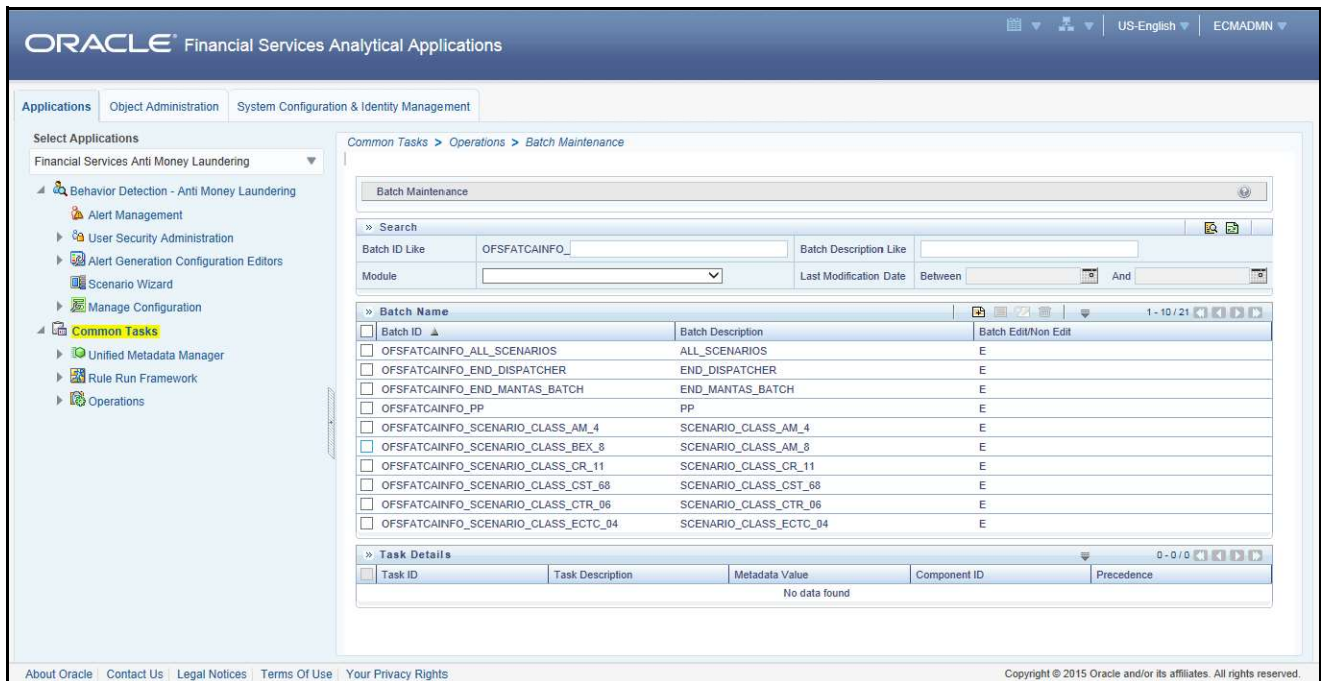 US-English ECMADMN
ORACLE® Financial Services Analytical Applications
Applications Object Administration System Configuration & Identity Management
Select Applications
Financial Services Anti Money Laundering
Behavior Detection - Anti Money Laundering
Alert Management
User Security Administration
Alert Generation Configuration Editors
Scenario Wizard
Manage Configuration
Common Tasks
Unified Metadata Manager
Rule Run Framework
Operations
Common Tasks > Operations > Batch Maintenance
Batch Maintenance
» Search
Batch ID Like OFSFATCAINFO_ Batch Description Like
Module Last Modification Date Between And
» Batch Name 1 - 10 / 21
Batch ID Batch Description Batch Edit/Non Edit
OFSFATCAINFO_ALL_SCENARIOS ALL_SCENARIOS E
OFSFATCAINFO_END_DISPATCHER END_DISPATCHER E
OFSFATCAINFO_END_MANTAS_BATCH END_MANTAS_BATCH E
OFSFATCAINFO_PP PP E
OFSFATCAINFO_SCENARIO_CLASS_AM_4 SCENARIO_CLASS_AM_4 E
OFSFATCAINFO_SCENARIO_CLASS_BEX_8 SCENARIO_CLASS_AM_8 E
OFSFATCAINFO_SCENARIO_CLASS_CR_11 SCENARIO_CLASS_CR_11 E
OFSFATCAINFO_SCENARIO_CLASS_CST_68 SCENARIO_CLASS_CST_68 E
OFSFATCAINFO_SCENARIO_CLASS_CTR_06 SCENARIO_CLASS_CTR_06 E
OFSFATCAINFO_SCENARIO_CLASS_ECTC_04 SCENARIO_CLASS_ECTC_04 E
» Task Details 0 - 0 / 0
Task ID Task Description Metadata Value Component ID Precedence
No data found
About Oracle Contact Us Legal Notices Terms Of Use Your Privacy Rights Copyright © 2015 Oracle and/or its affiliates. All rights reserved.